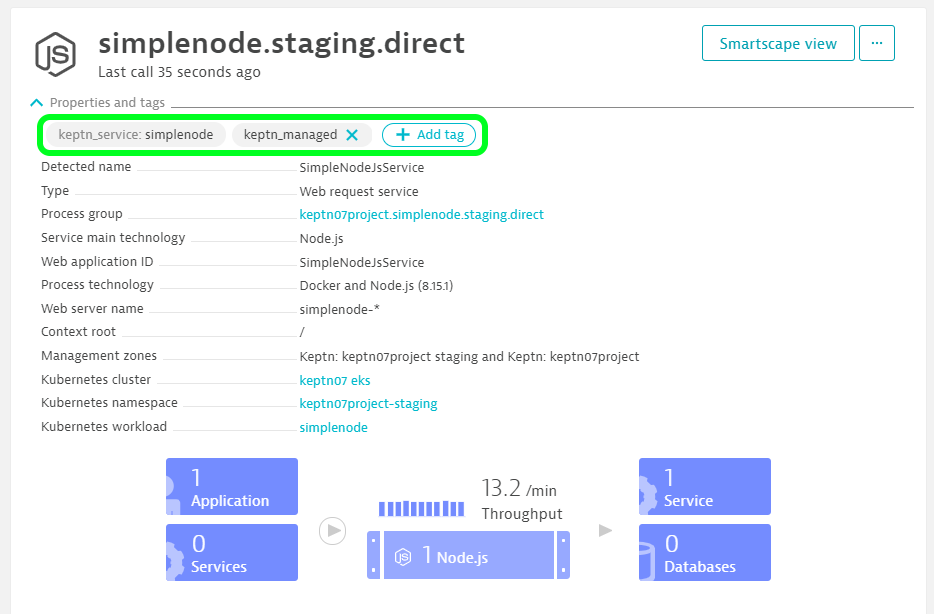 simplenode.staging.direct
Last call 35 seconds ago
Smartscape view
...
Properties and tags
keptn_service: simplenode keptn_managed Add tag
Detected name SimpleNodeJsService
Type Web request service
Process group keptn07project.simplenode.staging.direct
Service main technology Node.js
Web application ID SimpleNodeJsService
Process technology Docker and Node.js (8.15.1)
Web server name simplenode-*
Context root /
Management zones Keptn: keptn07project staging and Keptn: keptn07project
Kubernetes cluster keptn07 eks
Kubernetes namespace keptn07project-staging
Kubernetes workload simplenode
1
Application
0
Services
13.2 /min
Throughput
JS 1 Node.js
1
Service
0
Databases